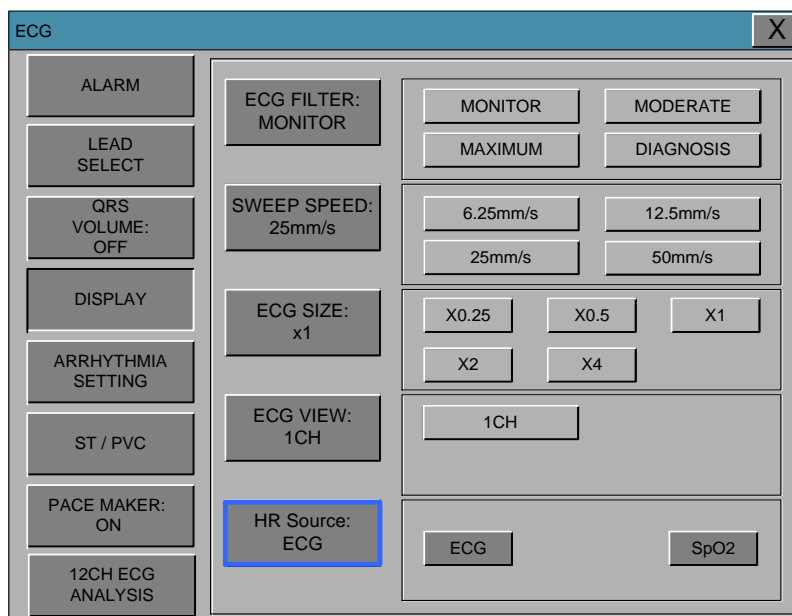 ECG
X
ALARM
LEAD
SELECT
QRS
VOLUME:
OFF
DISPLAY
ARRHYTHMIA
SETTING
ST / PVC
PACE MAKER:
ON
12CH ECG
ANALYSIS
ECG FILTER:
MONITOR
MONITOR
MODERATE
MAXIMUM
DIAGNOSIS
SWEEP SPEED:
25mm/s
6.25mm/s
12.5mm/s
25mm/s
50mm/s
ECG SIZE:
x1
X0.25
X0.5
X1
X2
X4
ECG VIEW:
1CH
1CH
HR Source:
ECG
ECG
SpO2